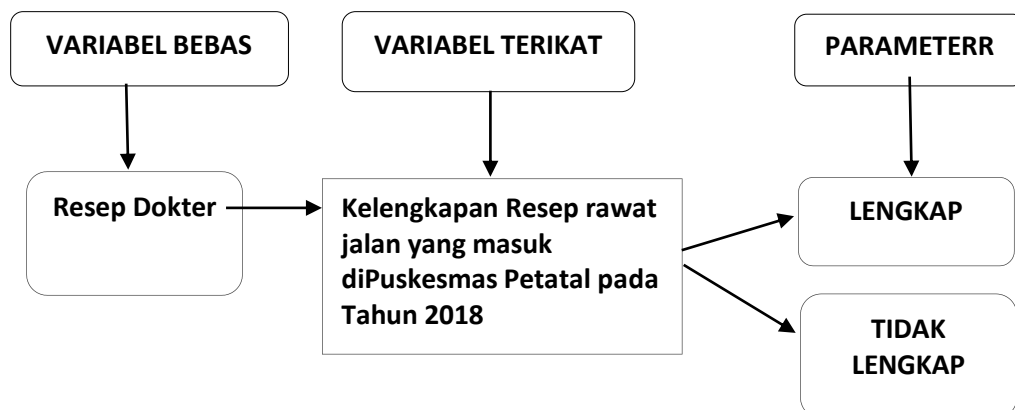 VARIABEL BEBAS
VARIABEL TERIKAT
PARAMETERR
Resep Dokter
Kelengkapan Resep rawat
jalan yang masuk
diPuskesmas Petatal pada
Tahun 2018
LENGKAP
TIDAK
LENGKAP